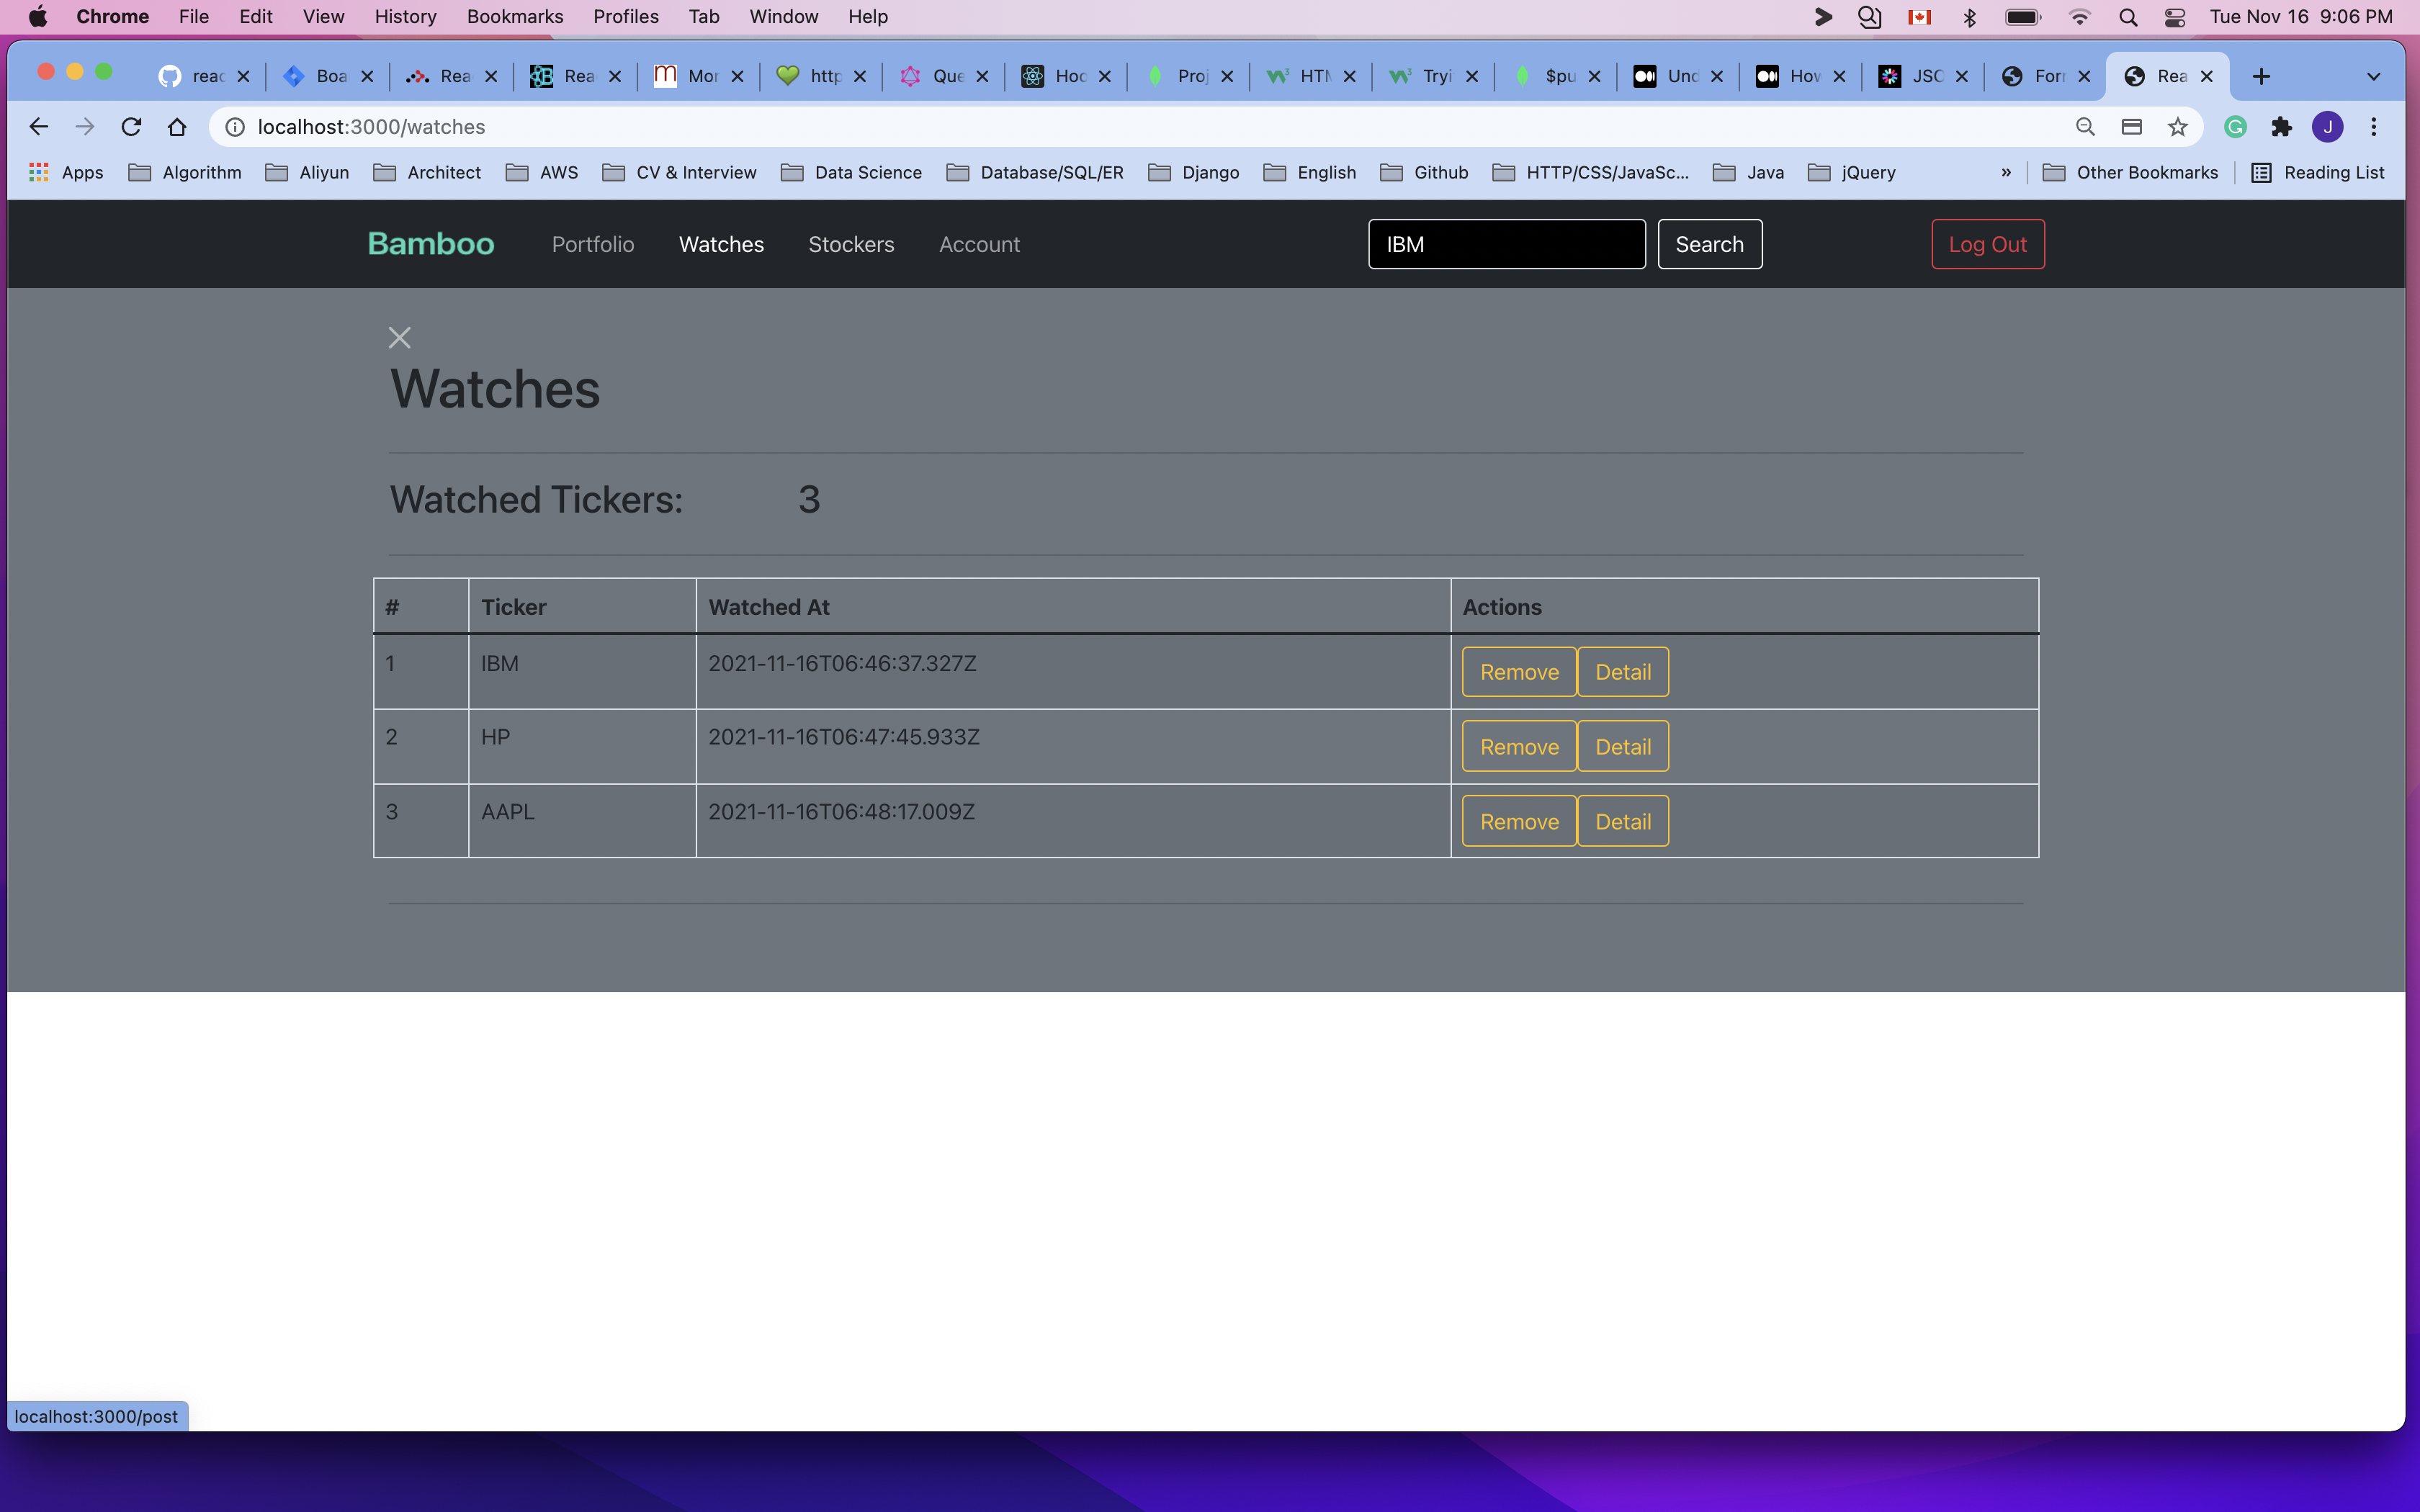 Chrome File Edit View History Bookmarks Profiles Tab Window Help Tue Nov 16 9:06 PM
reac Boa Rea Rea Mor http Que Hoc Proj HTM Tryi $pu Und How JSO Forr Rea
localhost:3000/watches J
Apps Algorithm Aliyun Architect AWS CV & Interview Data Science Database/SQL/ER Django English Github HTTP/CSS/JavaSc... Java jQuery » Other Bookmarks Reading List
Bamboo Portfolio Watches Stockers Account IBM Search Log Out
Watches
Watched Tickers: 3
# Ticker Watched At Actions
1 IBM 2021-11-16T06:46:37.327Z Remove Detail
2 HP 2021-11-16T06:47:45.933Z Remove Detail
3 AAPL 2021-11-16T06:48:17.009Z Remove Detail
localhost:3000/post